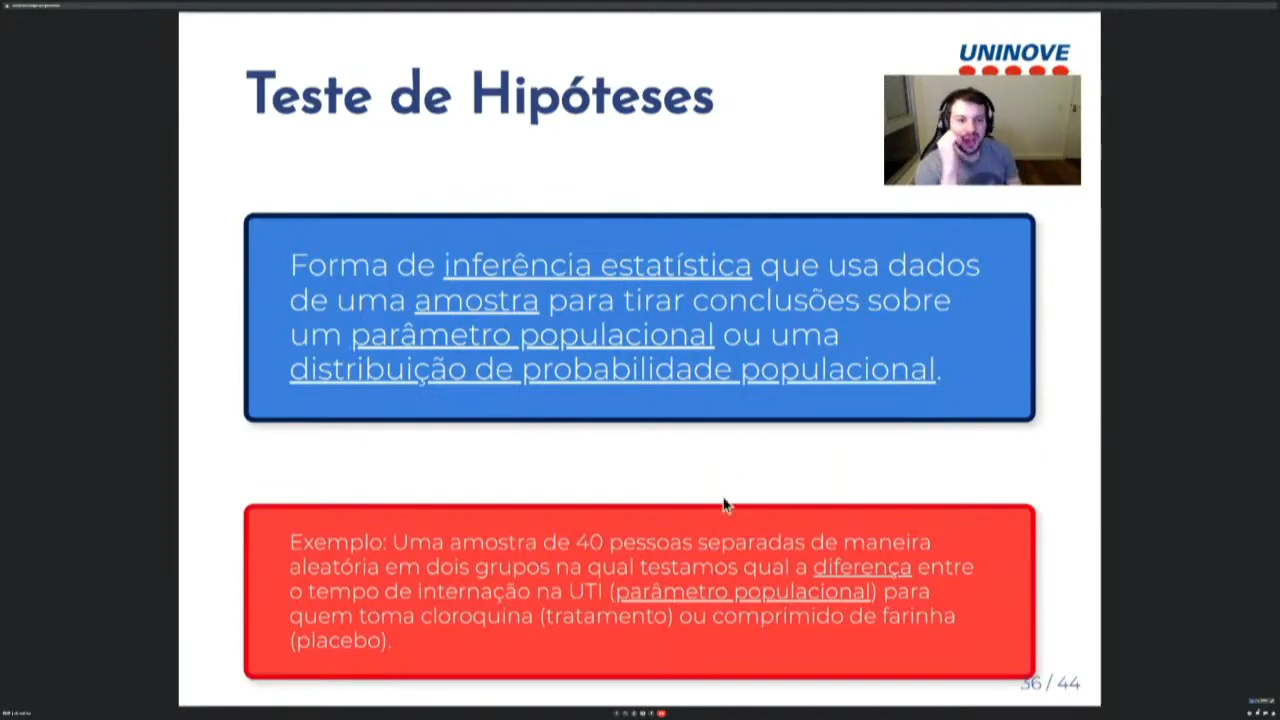 UNINOVE
Teste de Hipóteses
Forma de inferência estatística que usa dados
de uma amostra para tirar conclusões sobre
um parâmetro populacional ou uma
distribuição de probabilidade populacional.
Exemplo: Uma amostra de 40 pessoas separadas de maneira
aleatória em dois grupos na qual testamos qual a diferença entre
o tempo de internação na UTI (parâmetro populacional) para
quem toma cloroquina (tratamento) ou comprimido de farinha
(placebo).
36 / 44